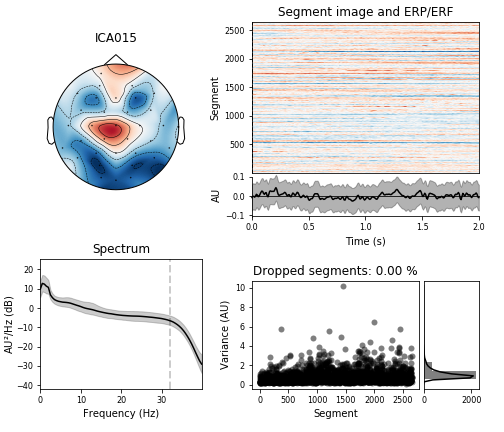 ICA015
Segment image and ERP/ERF
2500
2000
1500
1000
500
Segment
0.1
0.0
−0.1
AU
0.0 0.5 1.0 1.5 2.0
Time (s)
Spectrum
20
10
0
−10
−20
−30
−40
AU²/Hz (dB)
0 10 20 30
Frequency (Hz)
Dropped segments: 0.00 %
10
8
6
4
2
0
Variance (AU)
0 500 1000 1500 2000 2500
Segment
0 2000